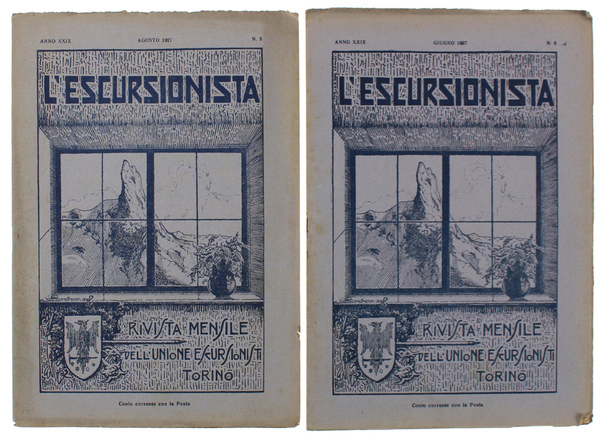 ANNO XXIX AGOSTO 1927 N. 8
L'ESCURSIONISTA
RIVISTA MENSILE
DELL'UNIONE ESCURSIONISTI
TORINO
Conto corrente con la Posta
ANNO XXIX GIUGNO 1927 N. 6
L'ESCURSIONISTA
RIVISTA MENSILE
DELL'UNIONE ESCURSIONISTI
TORINO
Conto corrente con la Posta